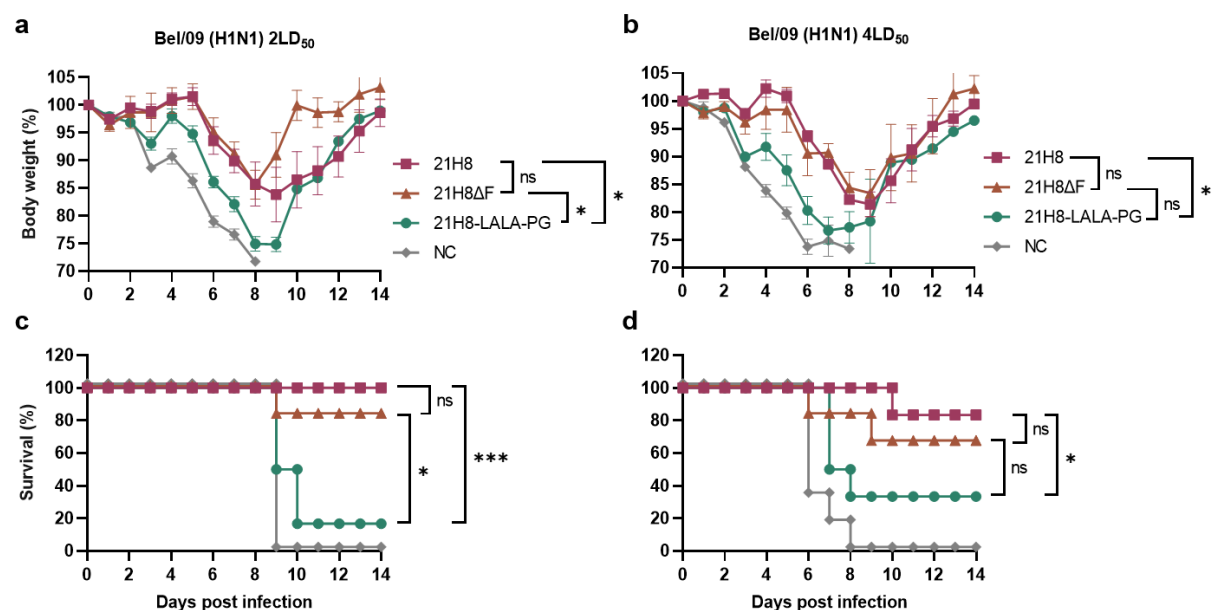 a
Bel/09 (H1N1) 2LD50
Body weight (%)
105
100
95
90
85
80
75
70
0 2 4 6 8 10 12 14
21H8
21H8ΔF
21H8-LALA-PG
NC
ns
*
*
b
Bel/09 (H1N1) 4LD50
105
100
95
90
85
80
75
70
0 2 4 6 8 10 12 14
21H8
21H8ΔF
21H8-LALA-PG
NC
ns
ns
*
c
Survival (%)
120
100
80
60
40
20
0
0 2 4 6 8 10 12 14
Days post infection
ns
*
***
d
120
100
80
60
40
20
0
0 2 4 6 8 10 12 14
Days post infection
ns
ns
*